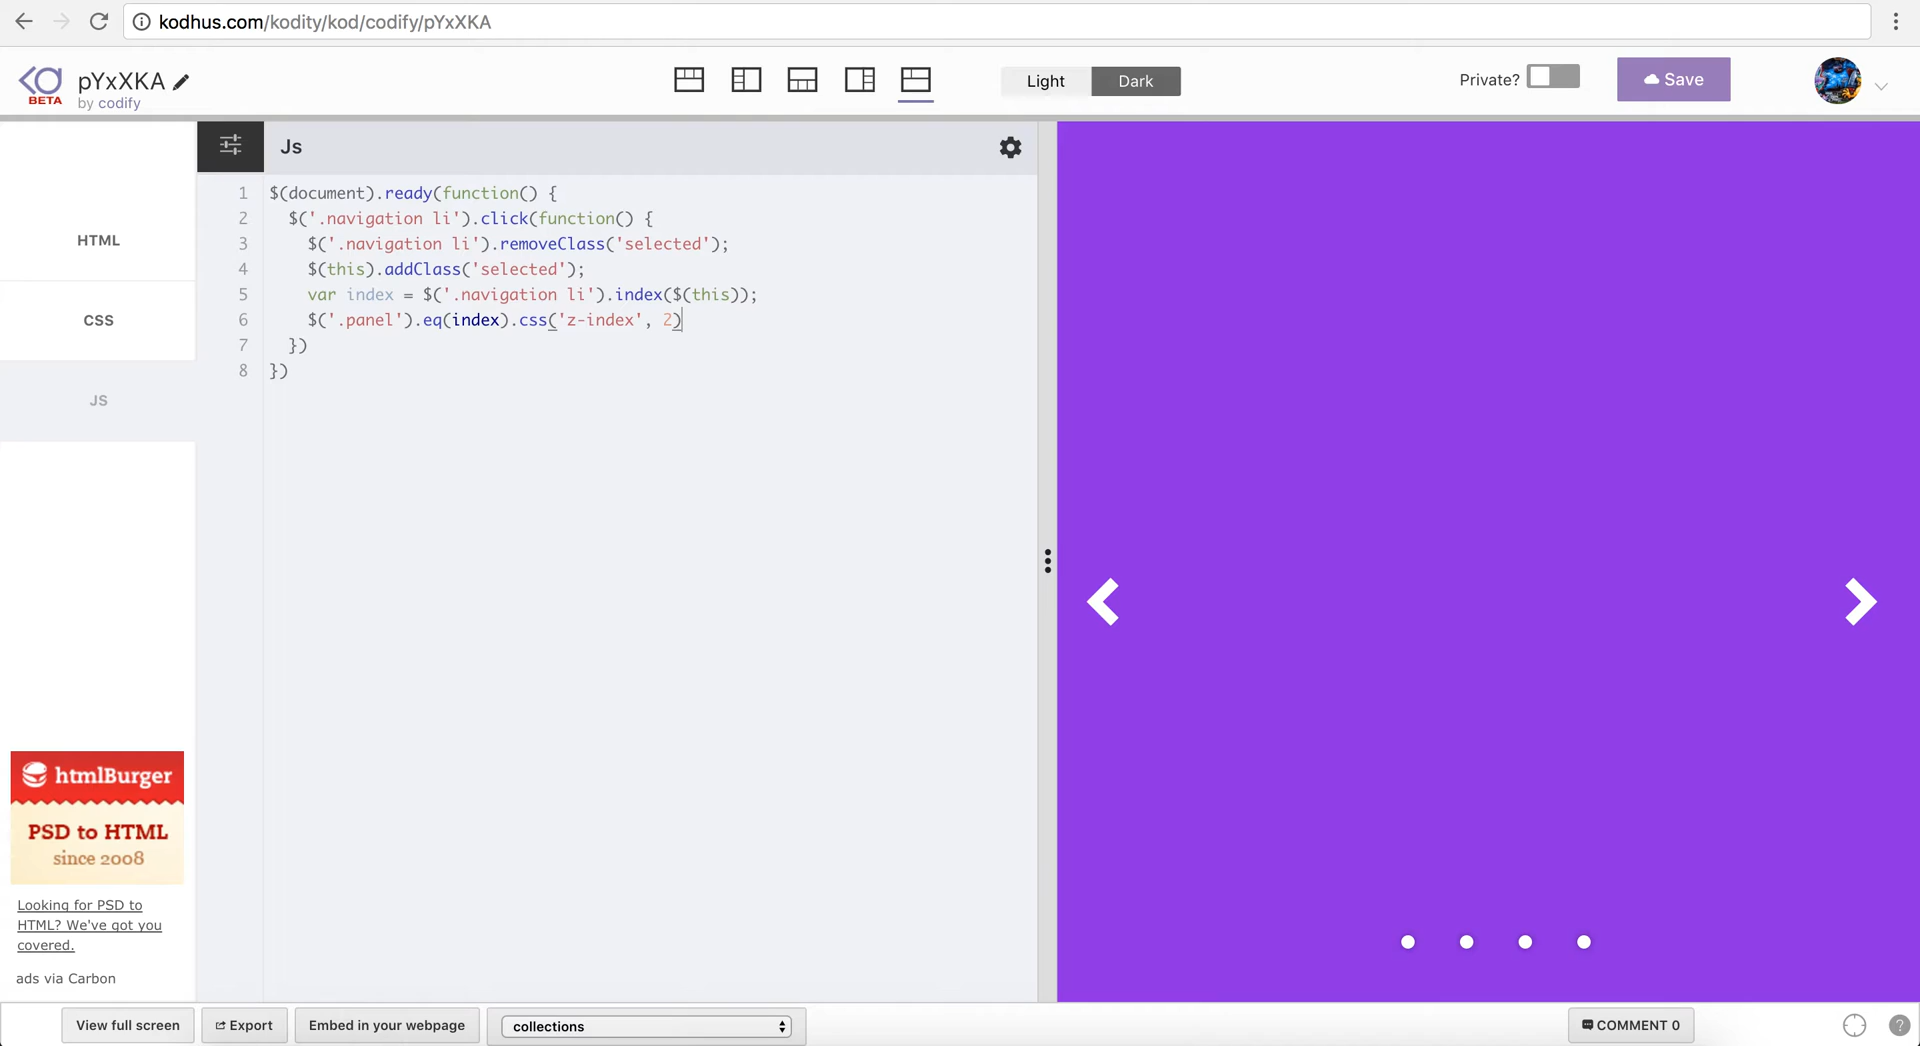 kodhus.com/kodity/kod/codify/pYxXKA
BETA
pYxXKA
by codify
Light
Dark
Private?
Save
HTML
CSS
JS
Js
1 $(document).ready(function() {
2 $('.navigation li').click(function() {
3 $('.navigation li').removeClass('selected');
4 $(this).addClass('selected');
5 var index = $('.navigation li').index($(this));
6 $('.panel').eq(index).css('z-index', 2)
7 })
8 })
htmlBurger
PSD to HTML
since 2008
Looking for PSD to
HTML? We've got you
covered.
ads via Carbon
View full screen
Export
Embed in your webpage
collections
COMMENT 0
?